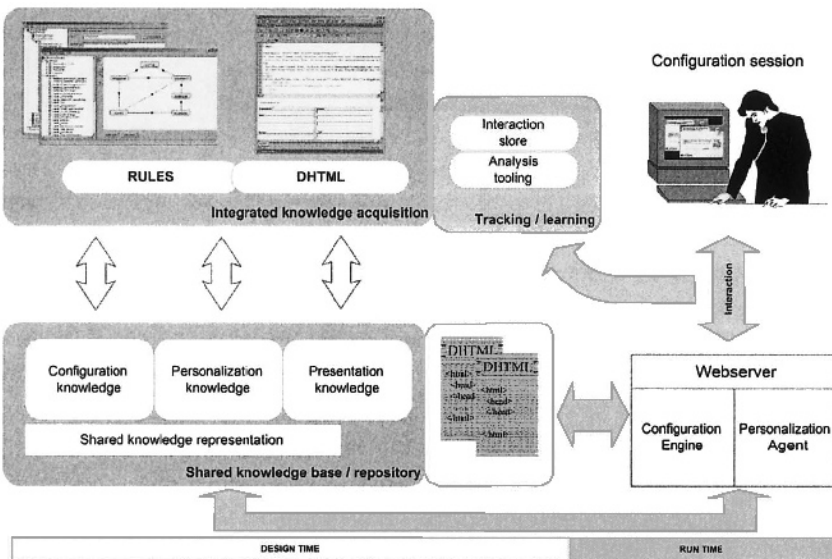 Configuration session
Interaction
store
Analysis
tooling
RULES
DHTML
Integrated knowledge acquisition
Tracking / learning
Interaction
Configuration
knowledge
Personalization
knowledge
Presentation
knowledge
Shared knowledge representation
Shared knowledge base / repository
DHTML
<html>
<head>
<html>
DHTML
<html>
<head>
<html>
Webserver
Configuration
Engine
Personalization
Agent
DESIGN TIME
RUN TIME